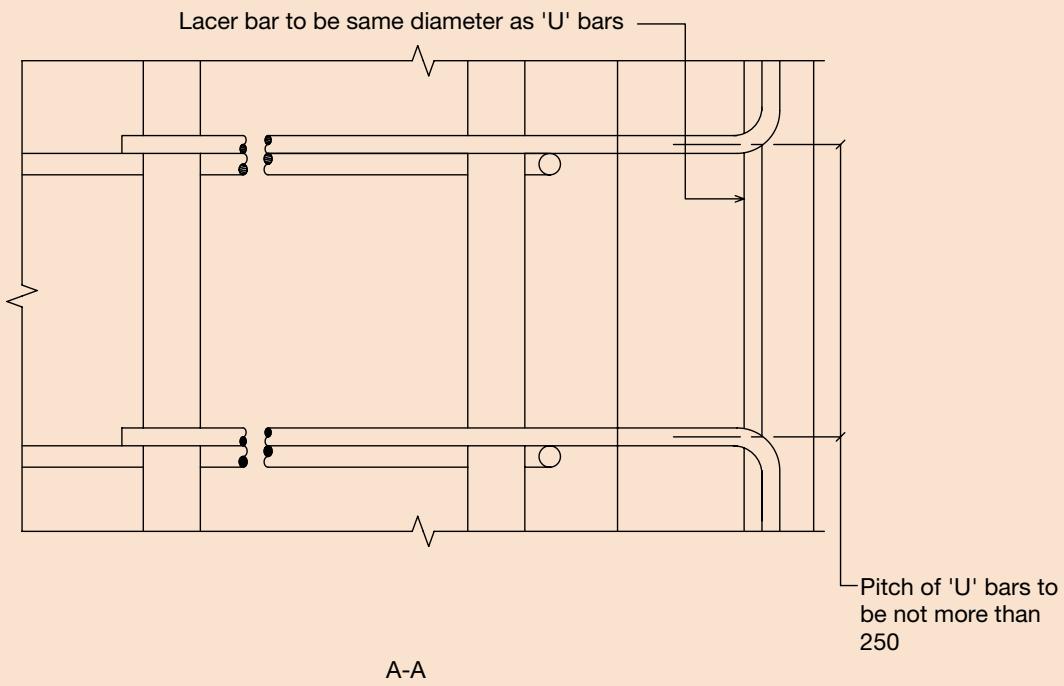 Lacer bar to be same diameter as 'U' bars
Pitch of 'U' bars to
be not more than
250
A-A